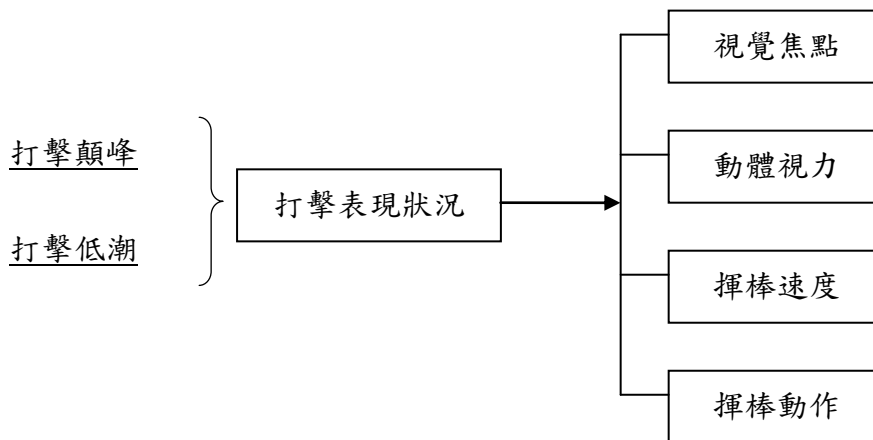 打擊顛峰
打擊低潮
打擊表現狀況
視覺焦點
動體視力
揮棒速度
揮棒動作